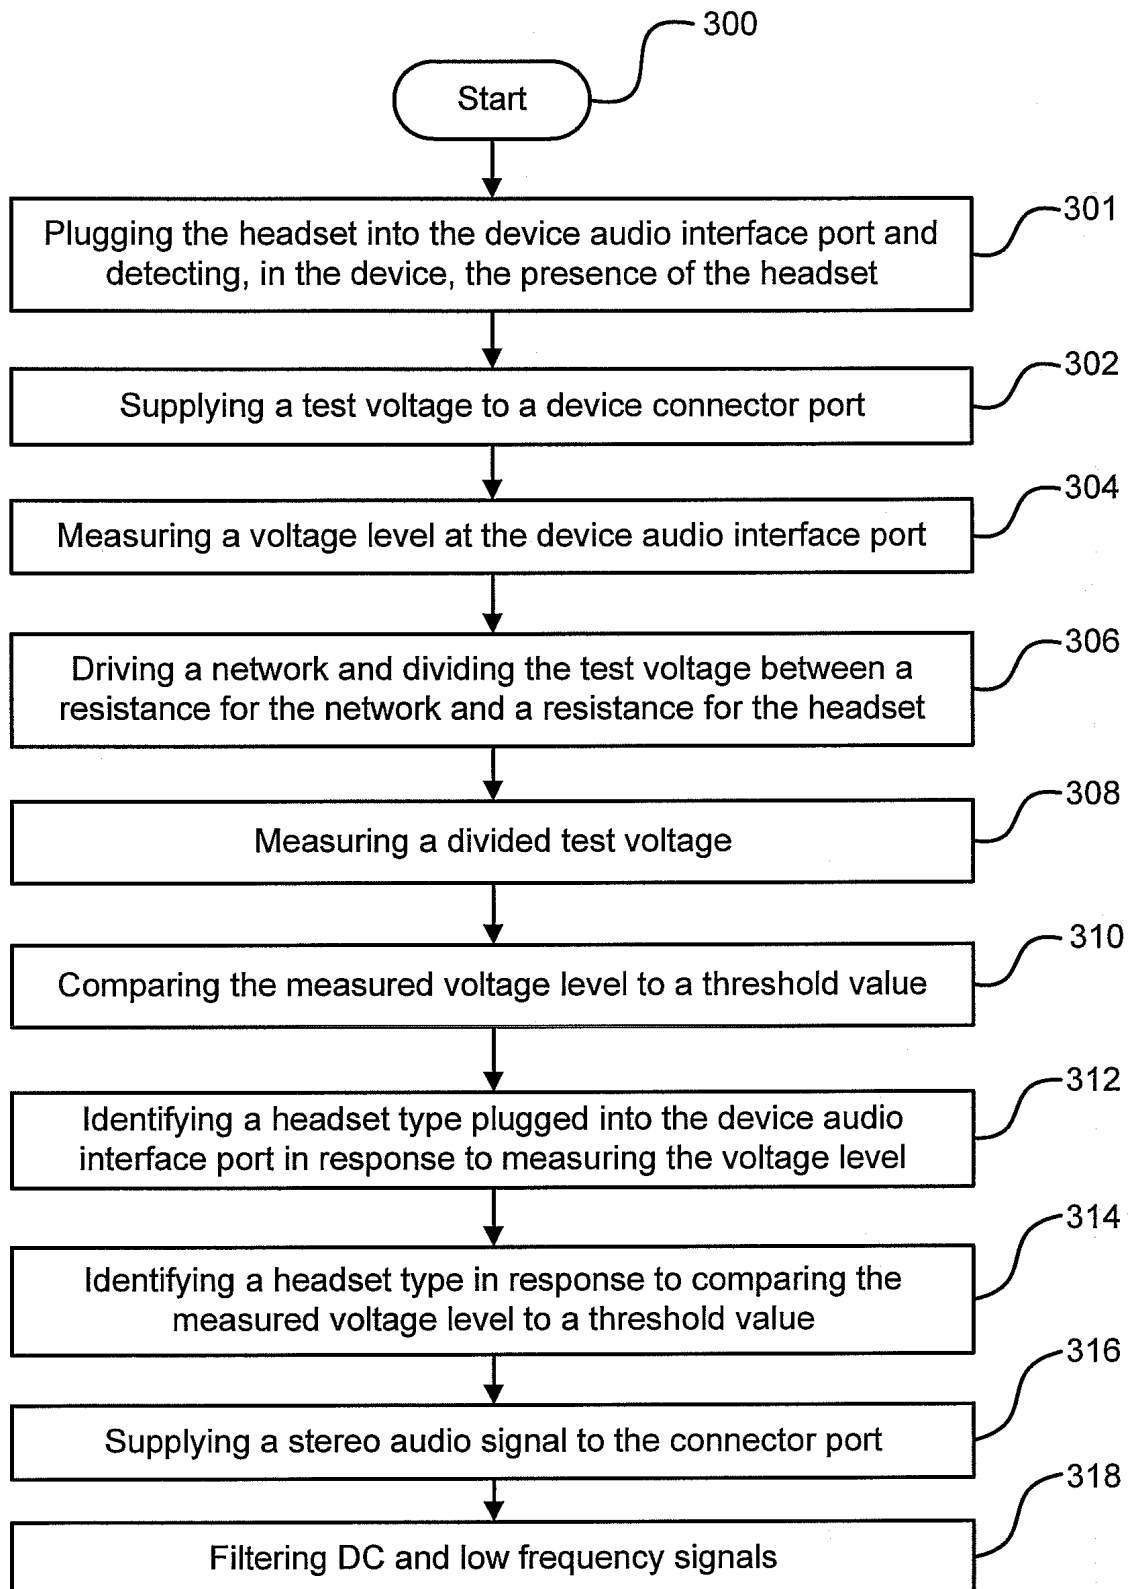 300
Start
301
Plugging the headset into the device audio interface port and
detecting, in the device, the presence of the headset
302
Supplying a test voltage to a device connector port
304
Measuring a voltage level at the device audio interface port
306
Driving a network and dividing the test voltage between a
resistance for the network and a resistance for the headset
308
Measuring a divided test voltage
310
Comparing the measured voltage level to a threshold value
312
Identifying a headset type plugged into the device audio
interface port in response to measuring the voltage level
314
Identifying a headset type in response to comparing the
measured voltage level to a threshold value
316
Supplying a stereo audio signal to the connector port
318
Filtering DC and low frequency signals